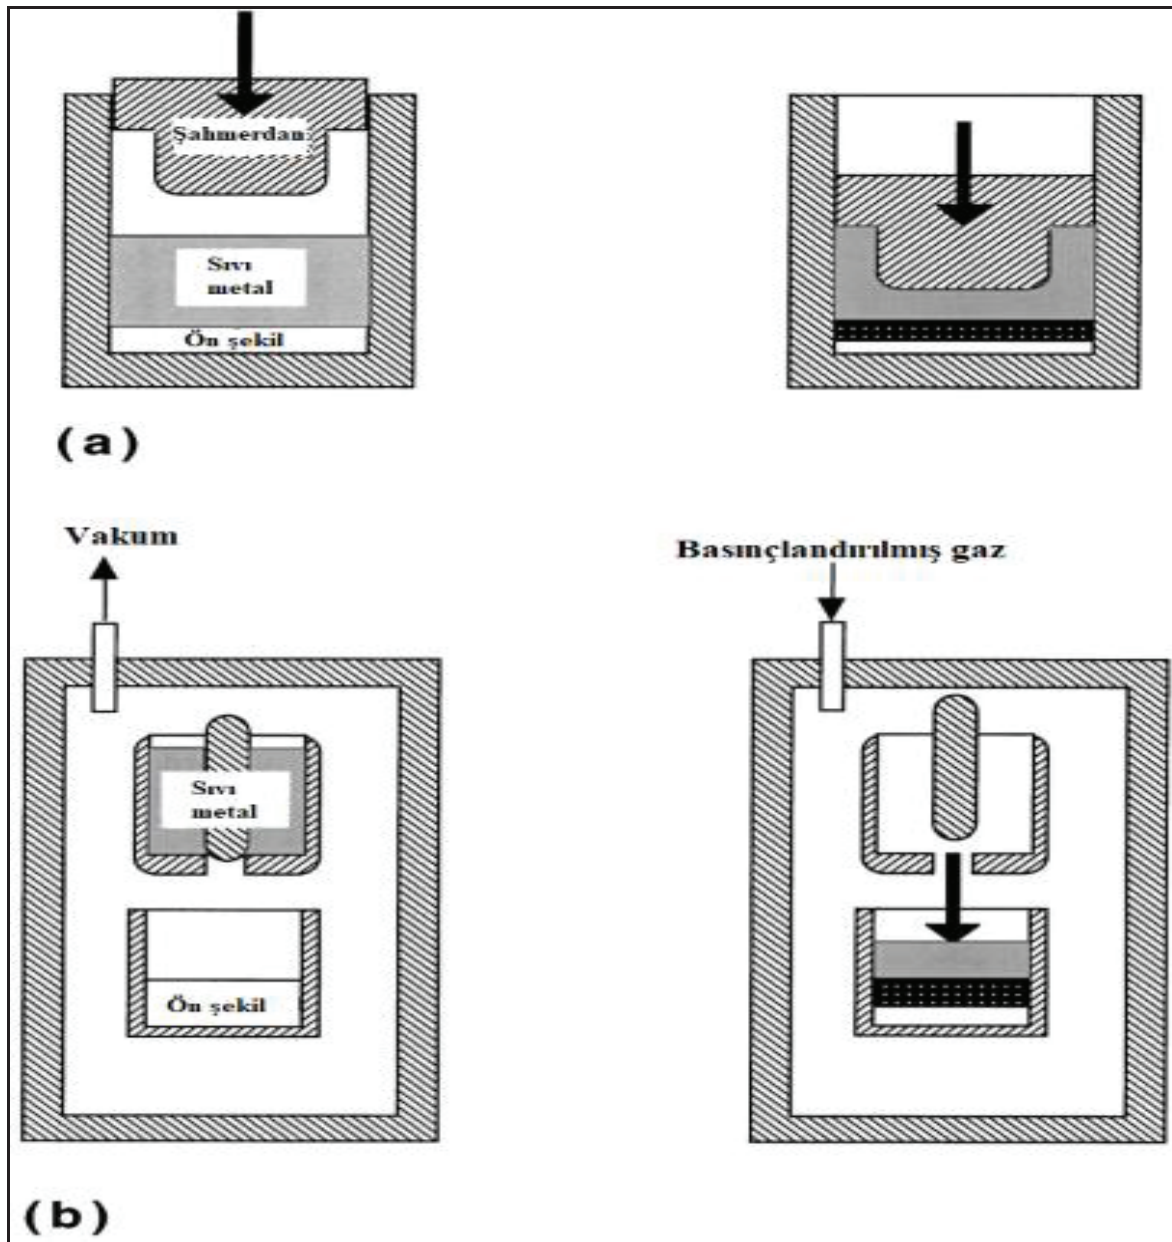 Şahmerdan
Sıvı
metal
Ön şekil
(a)
Vakum
Basınçlandırılmış gaz
Sıvı
metal
Ön şekil
(b)